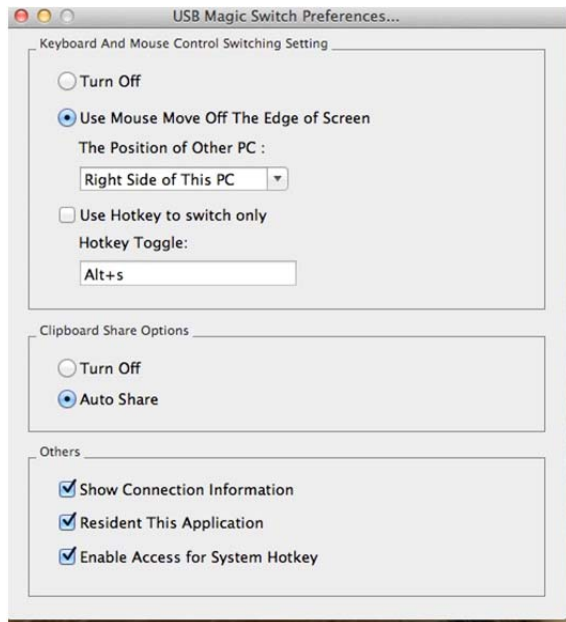 USB Magic Switch Preferences...
Keyboard And Mouse Control Switching Setting
Turn Off
Use Mouse Move Off The Edge of Screen
The Position of Other PC :
Right Side of This PC
Use Hotkey to switch only
Hotkey Toggle:
Alt+s
Clipboard Share Options
Turn Off
Auto Share
Others
Show Connection Information
Resident This Application
Enable Access for System Hotkey